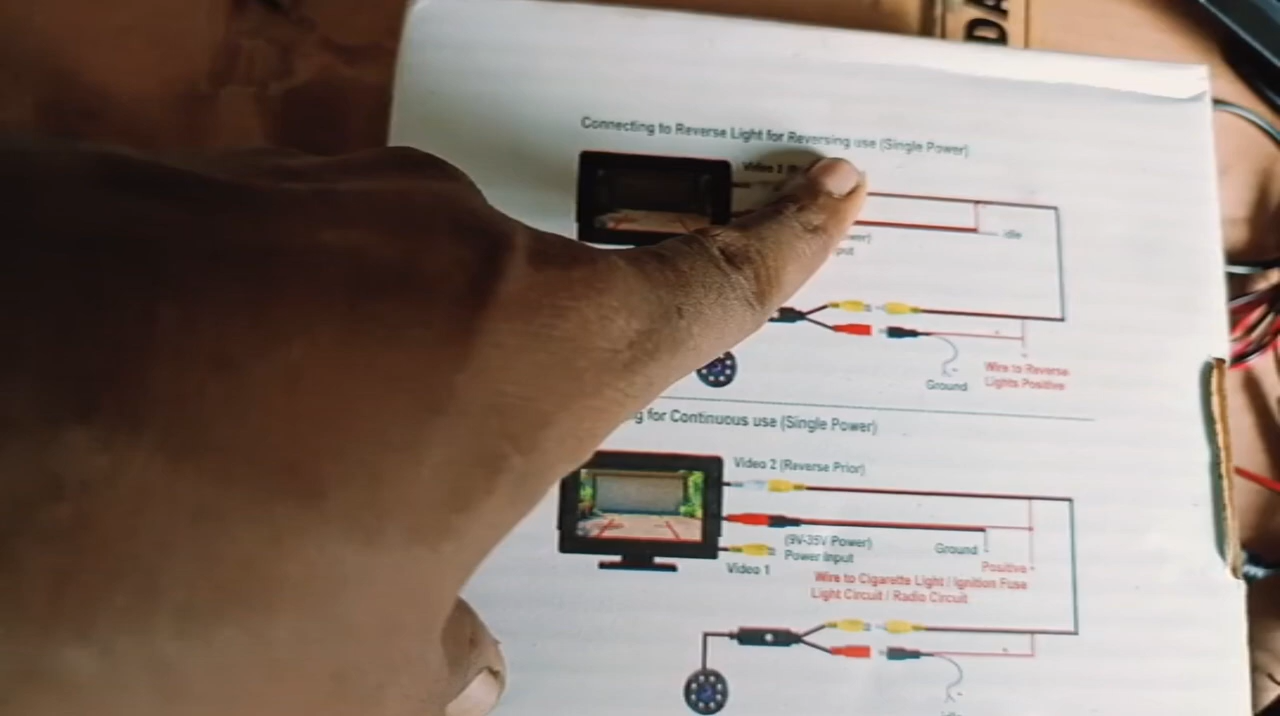 DA
Connecting to Reverse Light for Reversing use (Single Power)
Video
idle
Ground
Wire to Reverse
Lights Positive
for Continuous use (Single Power)
Video 2 (Reverse Prior)
(9V-35V Power)
Power Input
Ground
Video 1
Positive
Wire to Cigarette Light / Ignition Fuse
Light Circuit / Radio Circuit